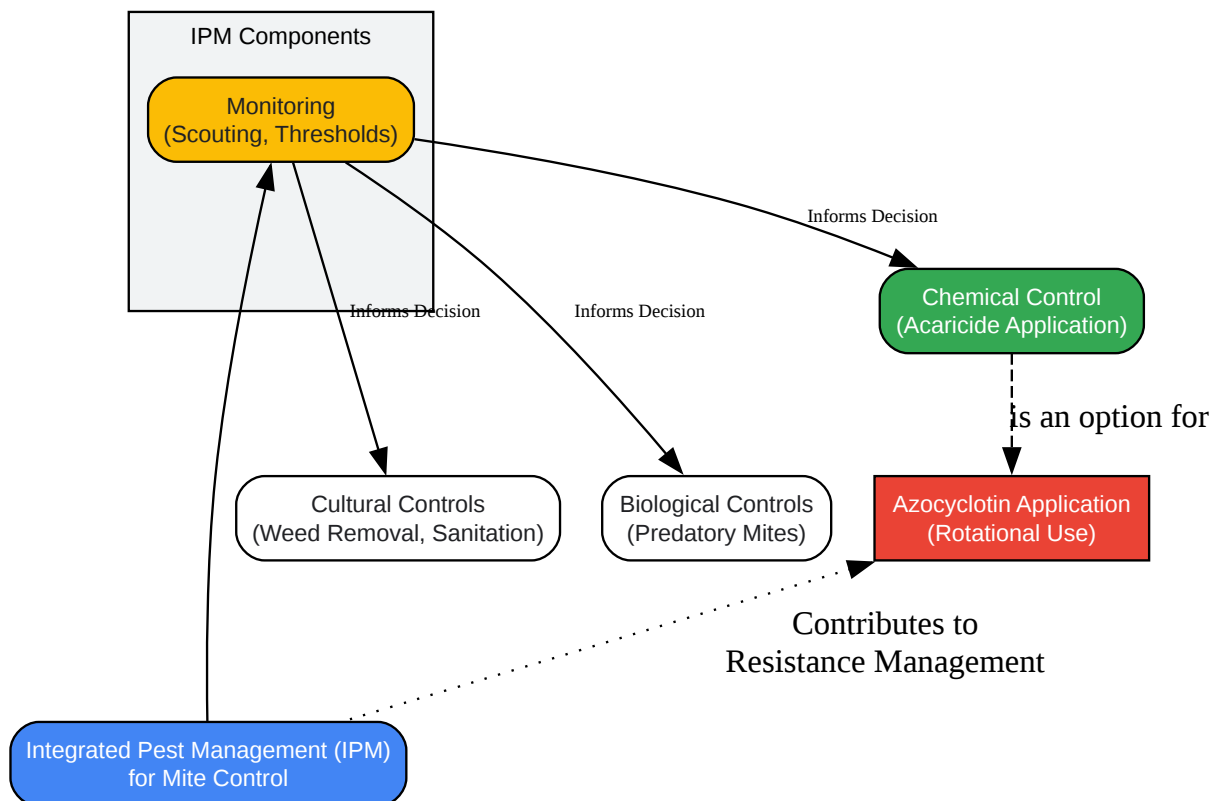 IPM Components
Monitoring
(Scouting, Thresholds)
Informs Decision
Chemical Control
(Acaricide Application)
Informs Decision
Informs Decision
is an option for
Cultural Controls
(Weed Removal, Sanitation)
Biological Controls
(Predatory Mites)
Azocyclotin Application
(Rotational Use)
Contributes to
Resistance Management
Integrated Pest Management (IPM)
for Mite Control